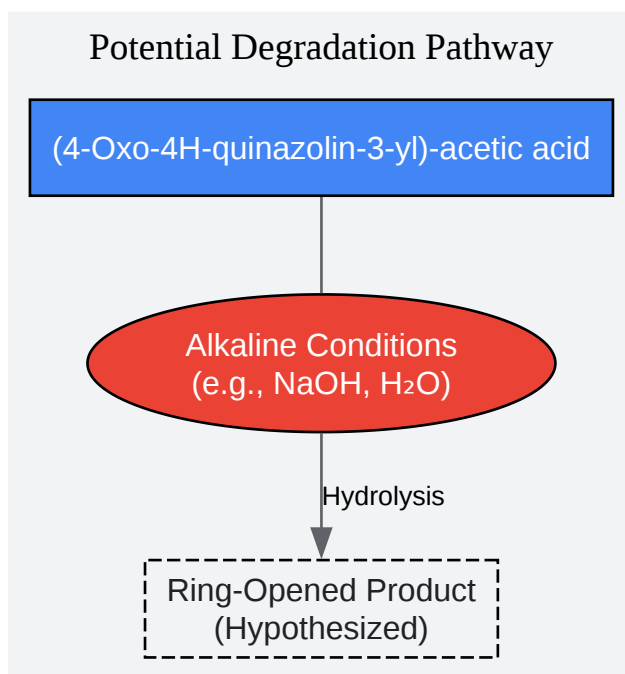 Potential Degradation Pathway
(4-Oxo-4H-quinazolin-3-yl)-acetic acid
Alkaline Conditions
(e.g., NaOH, H₂O)
Hydrolysis
Ring-Opened Product
(Hypothesized)